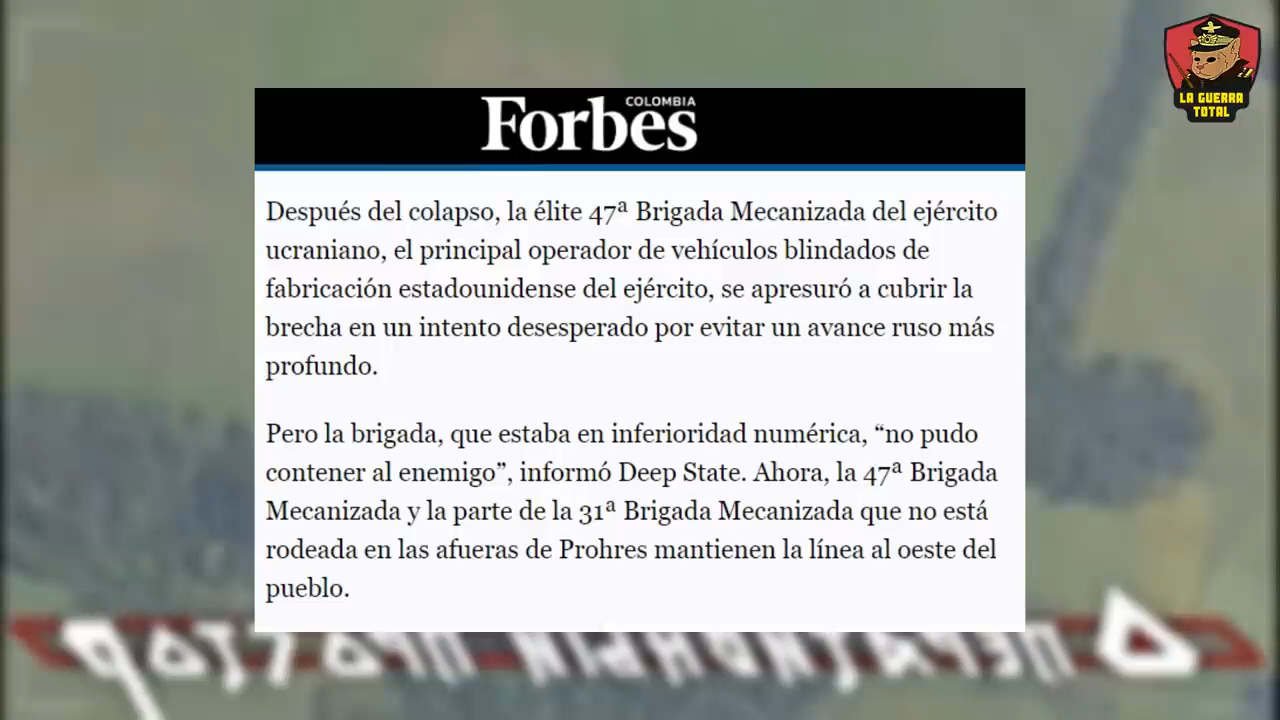 COLOMBIA
Forbes
LA GUERRA
TOTAL
Después del colapso, la élite 47ª Brigada Mecanizada del ejército
ucraniano, el principal operador de vehículos blindados de
fabricación estadounidense del ejército, se apresuró a cubrir la
brecha en un intento desesperado por evitar un avance ruso más
profundo.
Pero la brigada, que estaba en inferioridad numérica, “no pudo
contener al enemigo”, informó Deep State. Ahora, la 47ª Brigada
Mecanizada y la parte de la 31ª Brigada Mecanizada que no está
rodeada en las afueras de Prohres mantienen la línea al oeste del
pueblo.